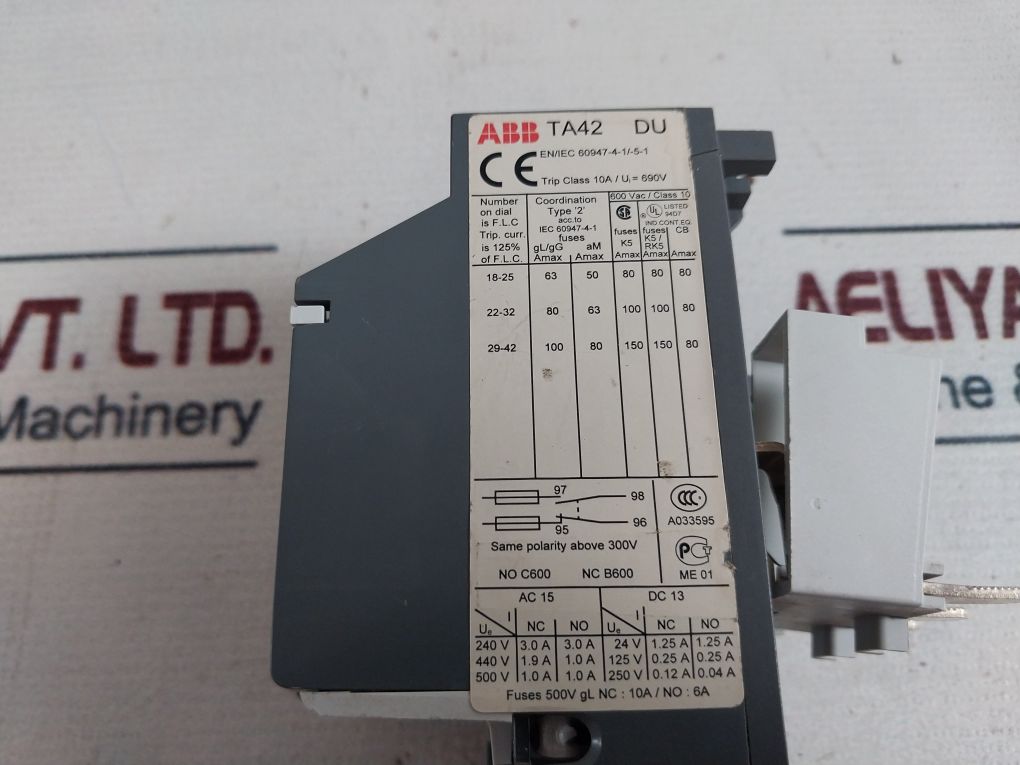 ABB TA42 DU
CE EN/IEC 60947-4-1/-5-1
Trip Class 10A / Ui = 690V
600 Vac / Class 10
Number on dial is F.L.C Trip. curr. is 125% of F.L.C.
Coordination Type '2' acc.to IEC 60947-4-1 fuses
gL/gG Amax
aM Amax
SA fuses K5 Amax
UL LISTED 94D7
IND.CONT.EQ.
fuses K5 / RK5 Amax
CB Amax
18-25 63 50 80 80 80
22-32 80 63 100 100 80
29-42 100 80 150 150 80
97 98
95 96
Same polarity above 300V
NO C600 NC B600
CCC
A033595
PCT
ME 01
AC 15 DC 13
Ue I NC NO Ue I NC NO
240 V 3.0 A 3.0 A 24 V 1.25 A 1.25 A
440 V 1.9 A 1.0 A 125 V 0.25 A 0.25 A
500 V 1.0 A 1.0 A 250 V 0.12 A 0.04 A
Fuses 500V gL NC : 10A / NO : 6A
VT. LTD.
Machinery
AELIYA
ne &